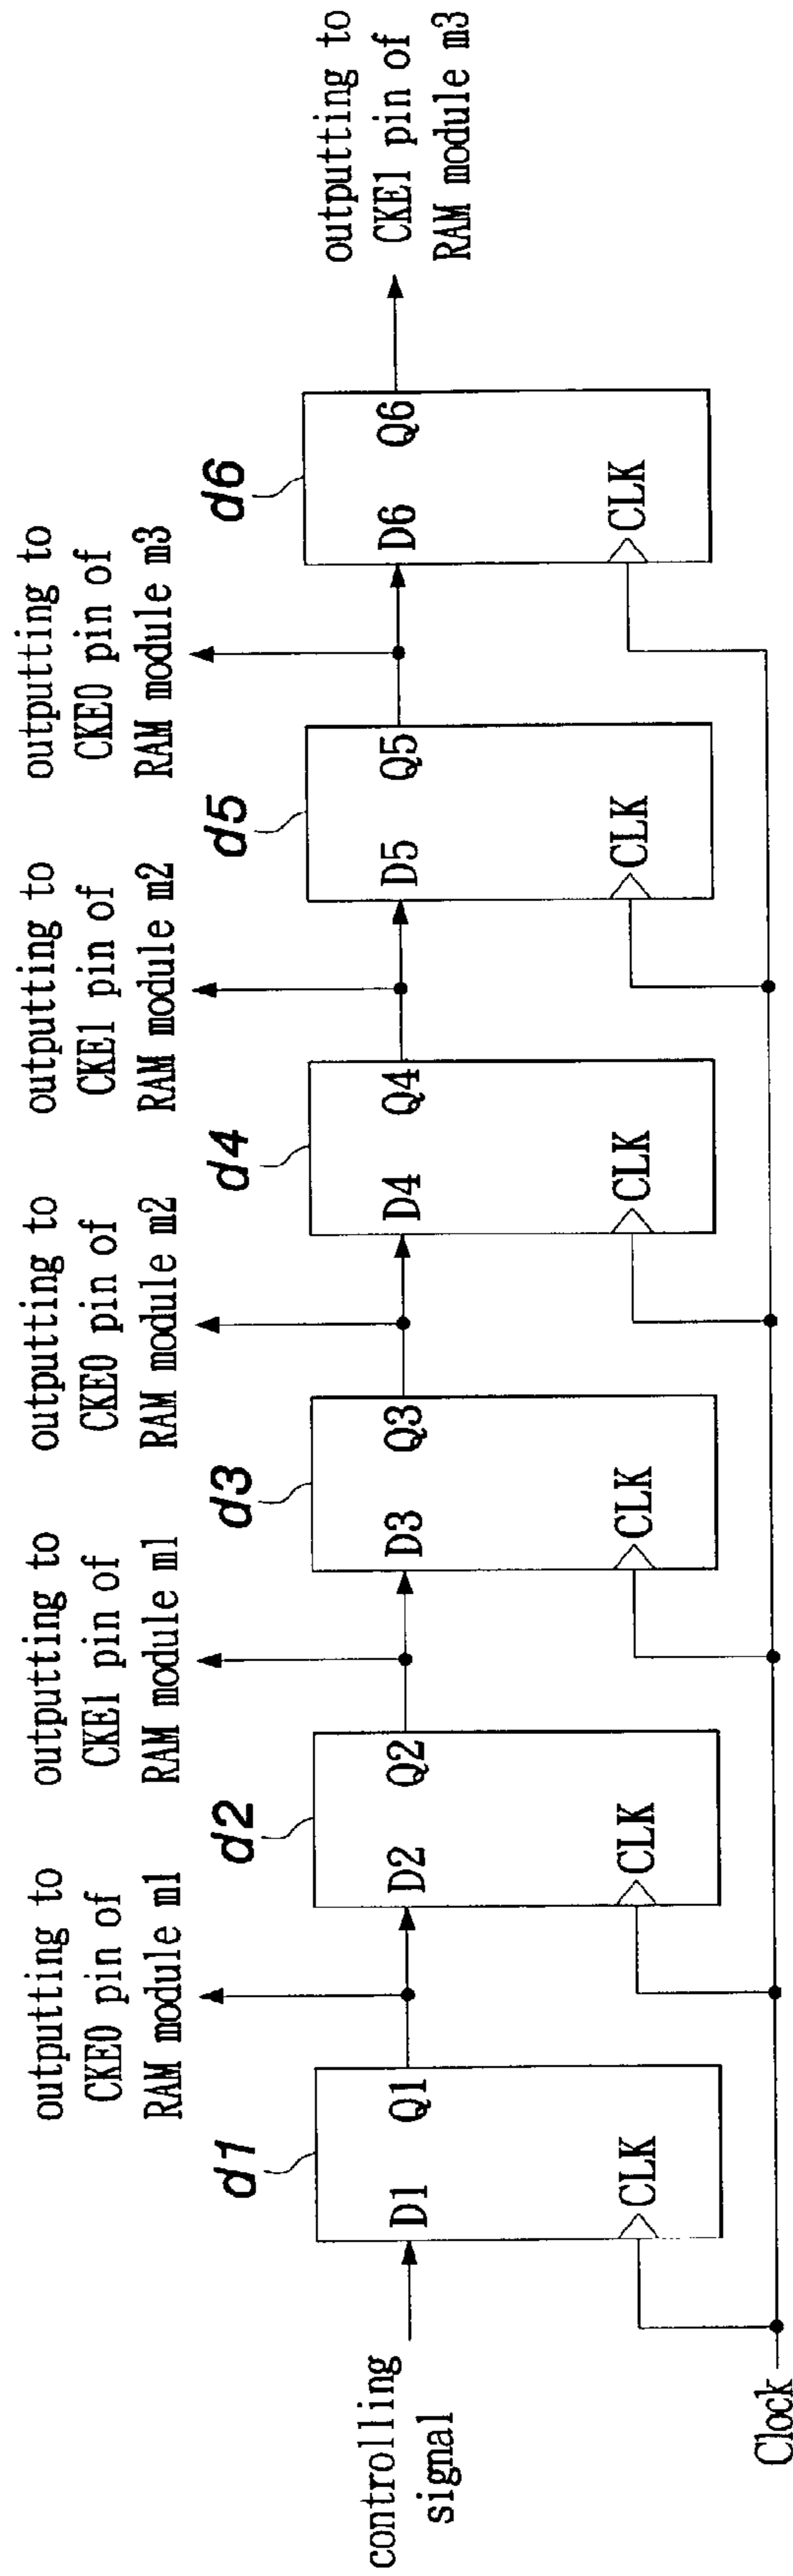 outputting to
CKE0 pin of
RAM module m1
outputting to
CKE1 pin of
RAM module m1
outputting to
CKE0 pin of
RAM module m2
outputting to
CKE1 pin of
RAM module m2
outputting to
CKE0 pin of
RAM module m3
outputting to
CKE1 pin of
RAM module m3
d1
d2
d3
d4
d5
d6
controlling
signal
D1
Q1
D2
Q2
D3
Q3
D4
Q4
D5
Q5
D6
Q6
CLK
CLK
CLK
CLK
CLK
CLK
Clock